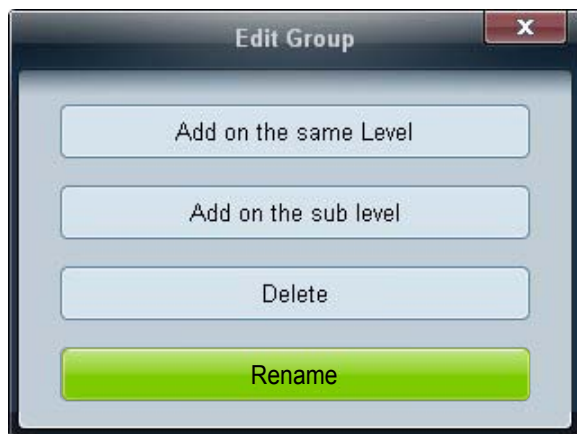 Edit Group
X
Add on the same Level
Add on the sub level
Delete
Rename